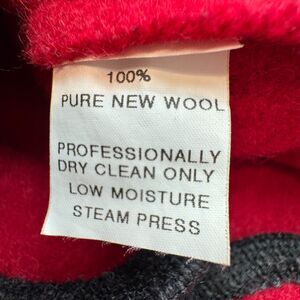 100%
PURE NEW WOOL
PROFESSIONALLY
DRY CLEAN ONLY
LOW MOISTURE
STEAM PRESS